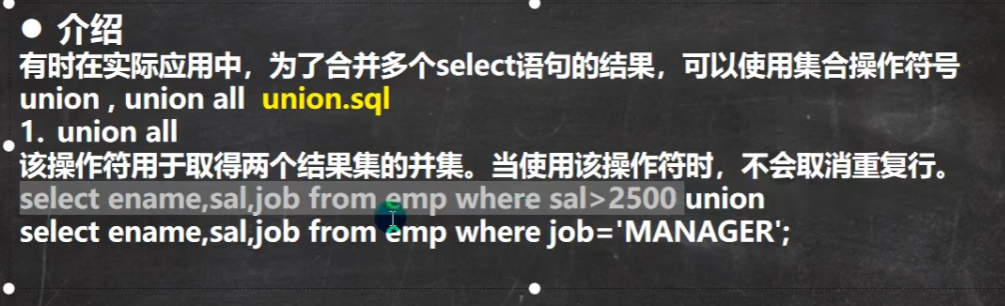 ● 介绍
有时在实际应用中，为了合并多个select语句的结果，可以使用集合操作符号
union , union all union.sql
1. union all
该操作符用于取得两个结果集的并集。当使用该操作符时，不会取消重复行。
select ename,sal,job from emp where sal>2500 union
select ename,sal,job from emp where job='MANAGER';